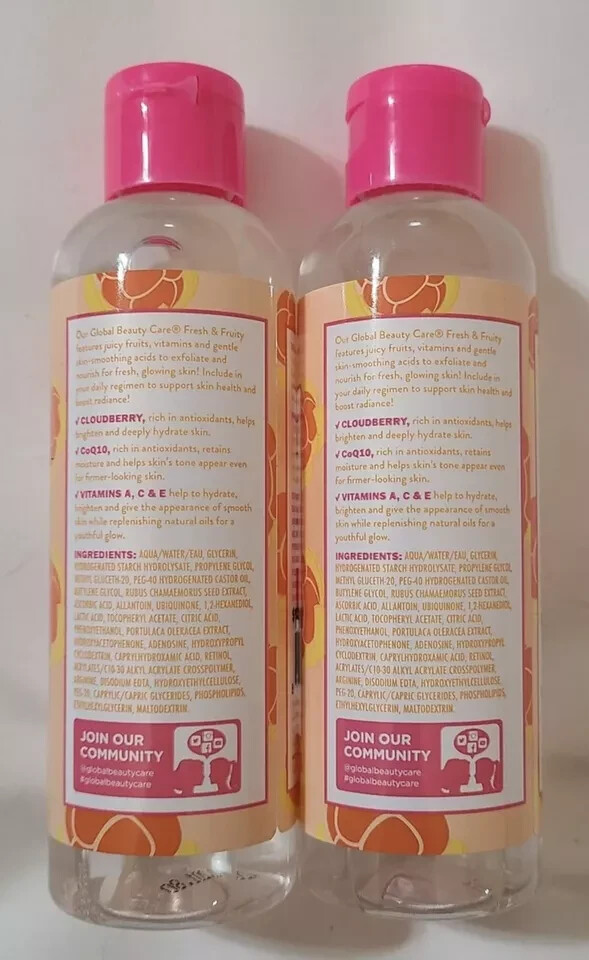 Our Global Beauty Care® Fresh & Fruity
features juicy fruits, vitamins and gentle
skin-smoothing acids to exfoliate and
nourish for fresh, glowing skin! Include in
your daily regimen to support skin health and
boost radiance!
√ CLOUDBERRY, rich in antioxidants, helps
brighten and deeply hydrate skin.
√ CoQ10, rich in antioxidants, retains
moisture and helps skin's tone appear even
for firmer-looking skin.
√ VITAMINS A, C & E help to hydrate,
brighten and give the appearance of smooth
skin while replenishing natural oils for a
youthful glow.
INGREDIENTS: AQUA/WATER/EAU, GLYCERIN,
HYDROGENATED STARCH HYDROLYSATE, PROPYLENE GLYCOL,
METHYL GLUCETH-20, PEG-40 HYDROGENATED CASTOR OIL,
BUTYLENE GLYCOL, RUBUS CHAMAEMORUS SEED EXTRACT,
ASCORBIC ACID, ALLANTOIN, UBIQUINONE, 1,2-HEXANEDIOL,
LACTIC ACID, TOCOPHERYL ACETATE, CITRIC ACID,
PHENOXYETHANOL, PORTULACA OLERACEA EXTRACT,
HYDROXYACETOPHENONE, ADENOSINE, HYDROXYPROPYL
CYCLODEXTRIN, CAPRYLHYDROXAMIC ACID, RETINOL,
ACRYLATES/C10-30 ALKYL ACRYLATE CROSSPOLYMER,
ARGININE, DISODIUM EDTA, HYDROXYETHYLCELLULOSE,
PEG-20, CAPRYLIC/CAPRIC GLYCERIDES, PHOSPHOLIPIDS,
ETHYLHEXYLGLYCERIN, MALTODEXTRIN.
JOIN OUR
COMMUNITY
@globalbeautycare
#globalbeautycare
Our Global Beauty Care® Fresh & Fruity
features juicy fruits, vitamins and gentle
skin-smoothing acids to exfoliate and
nourish for fresh, glowing skin! Include in
your daily regimen to support skin health and
boost radiance!
√ CLOUDBERRY, rich in antioxidants, helps
brighten and deeply hydrate skin.
√ CoQ10, rich in antioxidants, retains
moisture and helps skin's tone appear even
for firmer-looking skin.
√ VITAMINS A, C & E help to hydrate,
brighten and give the appearance of smooth
skin while replenishing natural oils for a
youthful glow.
INGREDIENTS: AQUA/WATER/EAU, GLYCERIN,
HYDROGENATED STARCH HYDROLYSATE, PROPYLENE GLYCOL,
METHYL GLUCETH-20, PEG-40 HYDROGENATED CASTOR OIL,
BUTYLENE GLYCOL, RUBUS CHAMAEMORUS SEED EXTRACT,
ASCORBIC ACID, ALLANTOIN, UBIQUINONE, 1,2-HEXANEDIOL,
LACTIC ACID, TOCOPHERYL ACETATE, CITRIC ACID,
PHENOXYETHANOL, PORTULACA OLERACEA EXTRACT,
HYDROXYACETOPHENONE, ADENOSINE, HYDROXYPROPYL
CYCLODEXTRIN, CAPRYLHYDROXAMIC ACID, RETINOL,
ACRYLATES/C10-30 ALKYL ACRYLATE CROSSPOLYMER,
ARGININE, DISODIUM EDTA, HYDROXYETHYLCELLULOSE,
PEG-20, CAPRYLIC/CAPRIC GLYCERIDES, PHOSPHOLIPIDS,
ETHYLHEXYLGLYCERIN, MALTODEXTRIN.
JOIN OUR
COMMUNITY
@globalbeautycare
#globalbeautycare